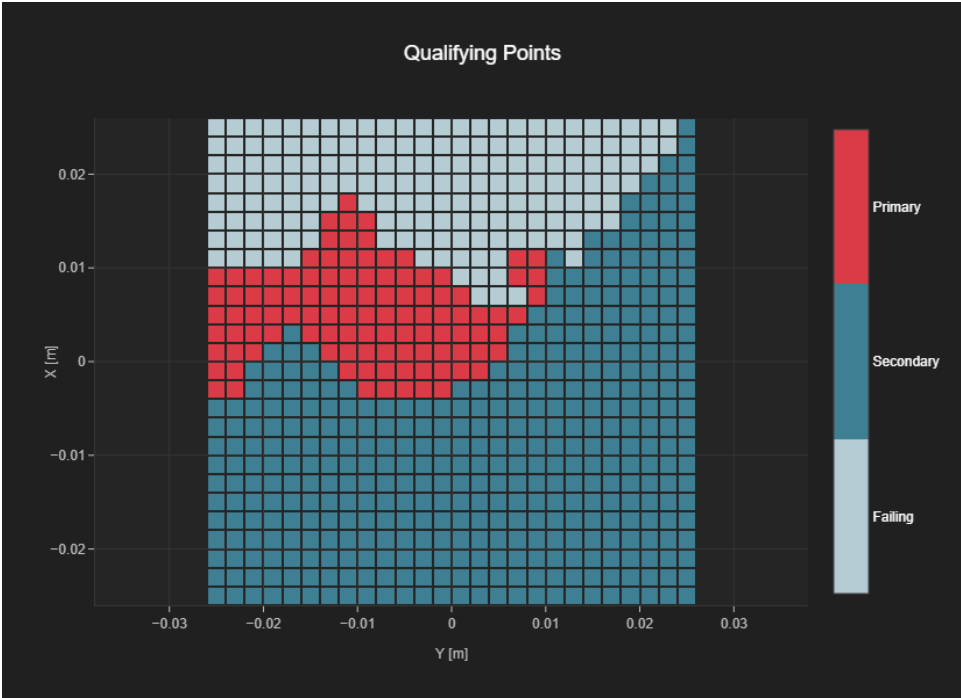 Qualifying Points
0.02
0.01
0
−0.01
−0.02
X [m]
−0.03
−0.02
−0.01
0
0.01
0.02
0.03
Y [m]
Primary
Secondary
Failing